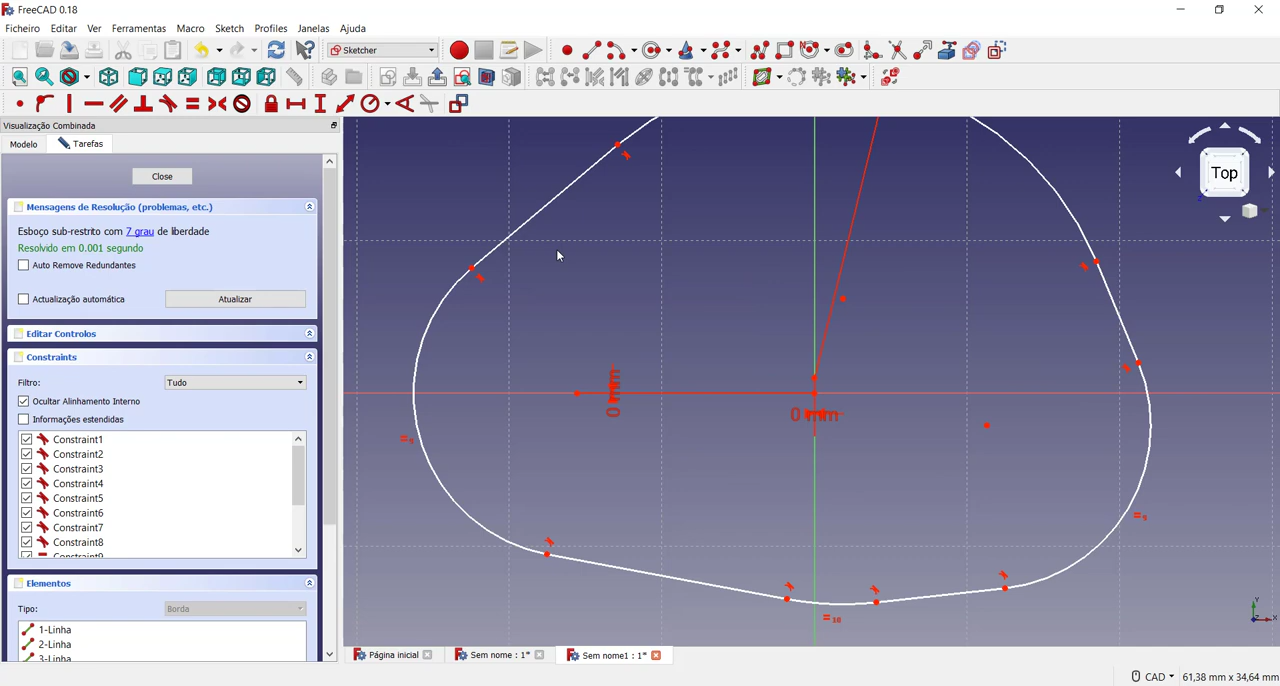 FreeCAD 0.18
Ficheiro Editar Ver Ferramentas Macro Sketch Profiles Janelas Ajuda
Sketcher
Visualização Combinada
Modelo Tarefas
Close
Mensagens de Resolução (problemas, etc.)
Esboço sub-restrito com 7 grau de liberdade
Resolvido em 0.001 segundo
Auto Remove Redundantes
Actualização automática Atualizar
Editar Controlos
Constraints
Filtro: Tudo
Ocultar Alinhamento Interno
Informações estendidas
Constraint1
Constraint2
Constraint3
Constraint4
Constraint5
Constraint6
Constraint7
Constraint8
Constraint9
Elementos
Tipo: Borda
1-Linha
2-Linha
3-Linha
0 mm
0 mm
Top
Z
Y
X
Página inicial Sem nome : 1* Sem nome1 : 1*
CAD 61,38 mm x 34,64 mm